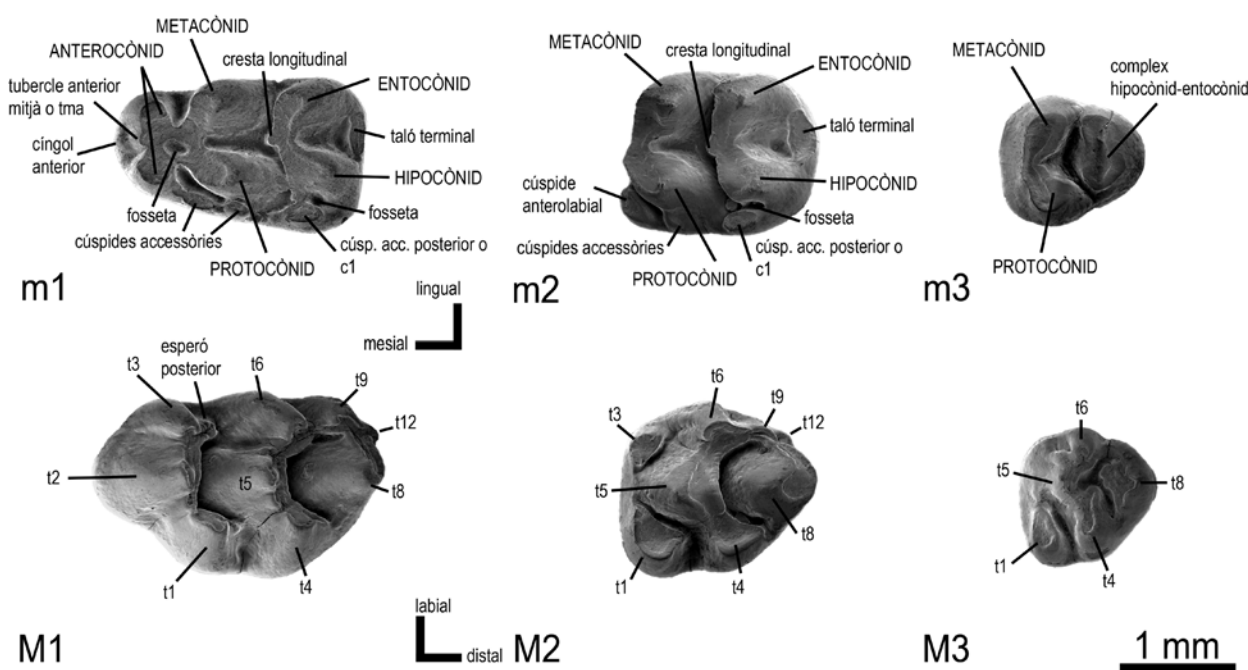 METACÒNID
ANTEROCÒNID
cresta longitudinal
tubercle anterior
mitjà o tma
ENTOCÒNID
cíngol
anterior
taló terminal
HIPOCÒNID
fosseta
fosseta
cúspides accessòries
cúsp. acc. posterior o
c1
PROTOCÒNID
m1
METACÒNID
cresta longitudinal
ENTOCÒNID
taló terminal
cúspide
anterolabial
HIPOCÒNID
fosseta
cúspides accessòries
cúsp. acc. posterior o
c1
PROTOCÒNID
m2
METACÒNID
complex
hipocònid-entocònid
PROTOCÒNID
m3
lingual
mesial
esperó
posterior
t3
t6
t9
t12
t2
t5
t8
t1
t4
M1
labial
distal
t6
t3
t9
t12
t5
t8
t1
t4
M2
t6
t5
t8
t1
t4
M3
1 mm